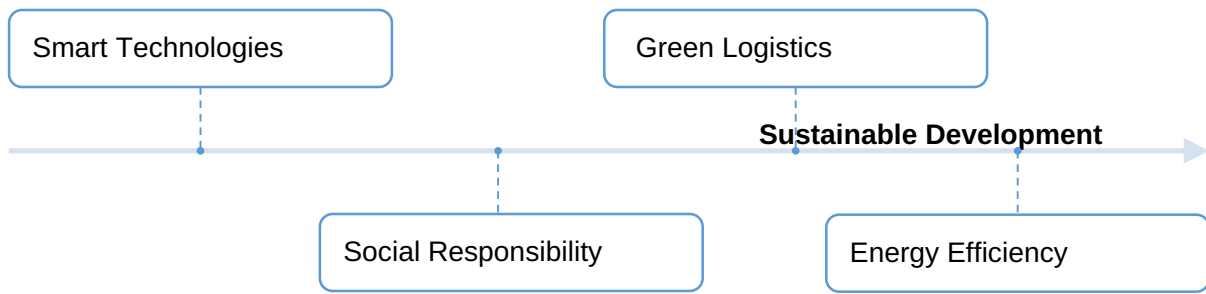 Smart Technologies
Green Logistics
Sustainable Development
Social Responsibility
Energy Efficiency